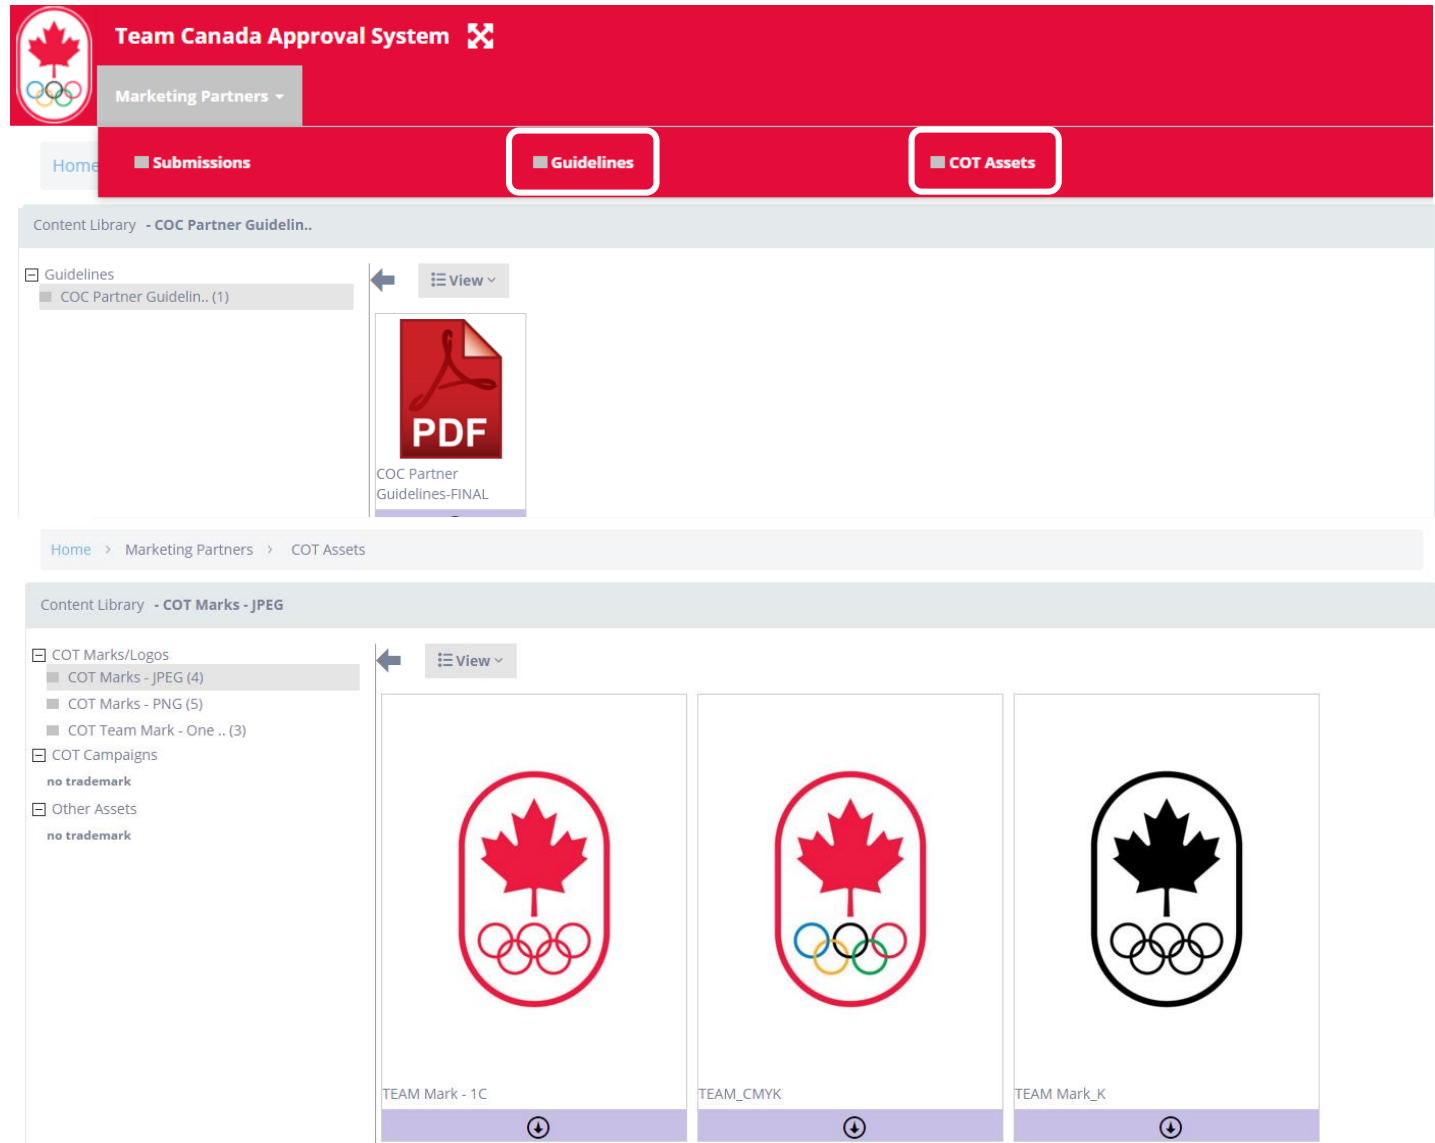 Team Canada Approval System
Marketing Partners
Home
Submissions
Guidelines
COT Assets
Content Library - COC Partner Guidelin..
Guidelines
COC Partner Guidelin.. (1)
View
PDF
COC Partner
Guidelines-FINAL
Home > Marketing Partners > COT Assets
Content Library - COT Marks - JPEG
COT Marks/Logos
COT Marks - JPEG (4)
COT Marks - PNG (5)
COT Team Mark - One .. (3)
COT Campaigns
no trademark
Other Assets
no trademark
View
TEAM Mark - 1C
TEAM_CMYK
TEAM Mark_K